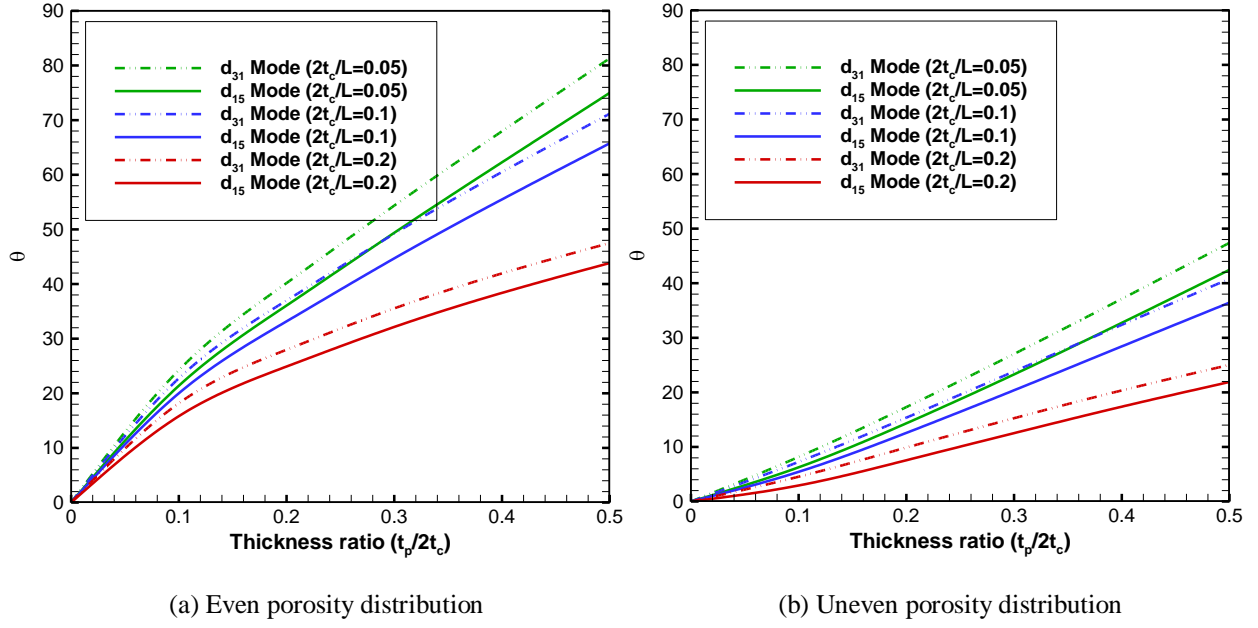 90
80
70
60
50
40
30
20
10
0
θ
d31 Mode (2tc/L=0.05)
d15 Mode (2tc/L=0.05)
d31 Mode (2tc/L=0.1)
d15 Mode (2tc/L=0.1)
d31 Mode (2tc/L=0.2)
d15 Mode (2tc/L=0.2)
0 0.1 0.2 0.3 0.4 0.5
Thickness ratio (tp/2tc)
(a) Even porosity distribution
90
80
70
60
50
40
30
20
10
0
θ
d31 Mode (2tc/L=0.05)
d15 Mode (2tc/L=0.05)
d31 Mode (2tc/L=0.1)
d15 Mode (2tc/L=0.1)
d31 Mode (2tc/L=0.2)
d15 Mode (2tc/L=0.2)
0 0.1 0.2 0.3 0.4 0.5
Thickness ratio (tp/2tc)
(b) Uneven porosity distribution